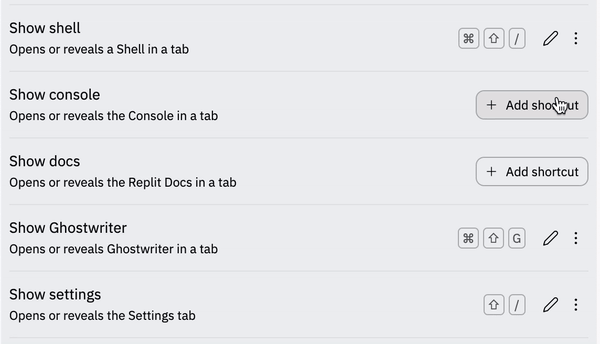 Show shell
Opens or reveals a Shell in a tab
⌘ ⇧ /
Show console
Opens or reveals the Console in a tab
+ Add shortcut
Show docs
Opens or reveals the Replit Docs in a tab
+ Add shortcut
Show Ghostwriter
Opens or reveals Ghostwriter in a tab
⌘ ⇧ G
Show settings
Opens or reveals the Settings tab
⇧ /